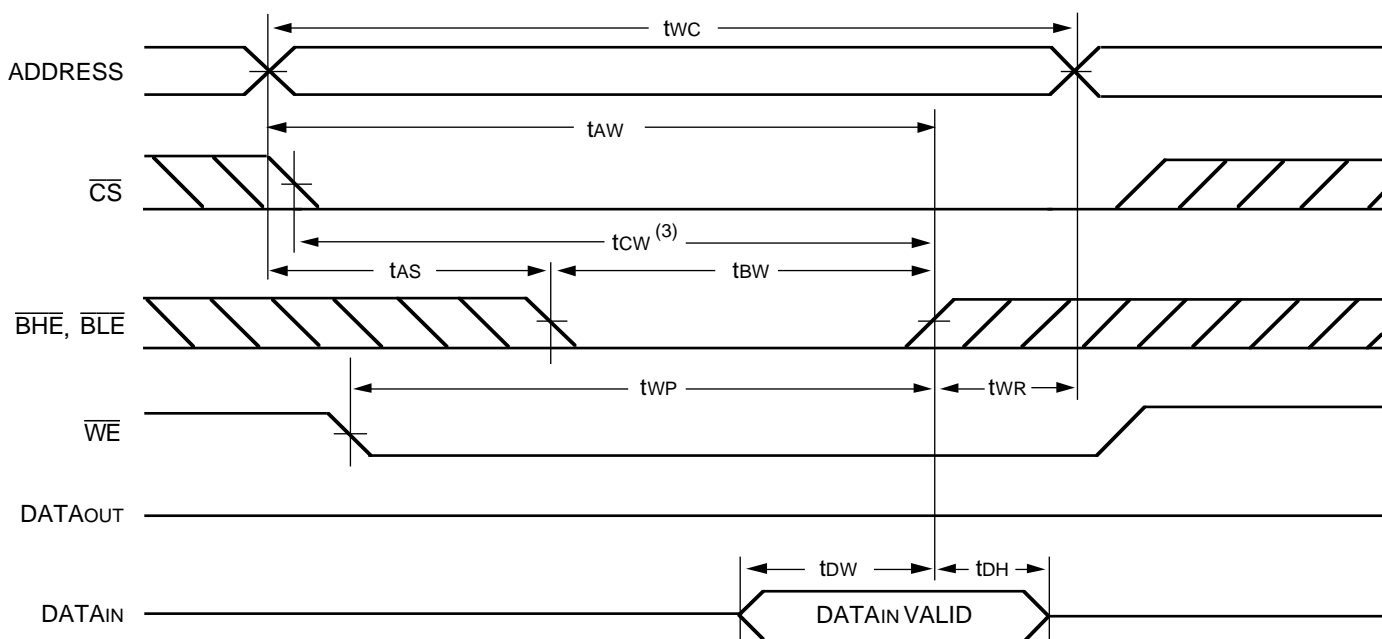 tWC
ADDRESS
tAW
CS
tCW (3)
tAS
tBW
BHE, BLE
tWP
tWR
WE
DATAOUT
tDW
tDH
DATAIN
DATAIN VALID